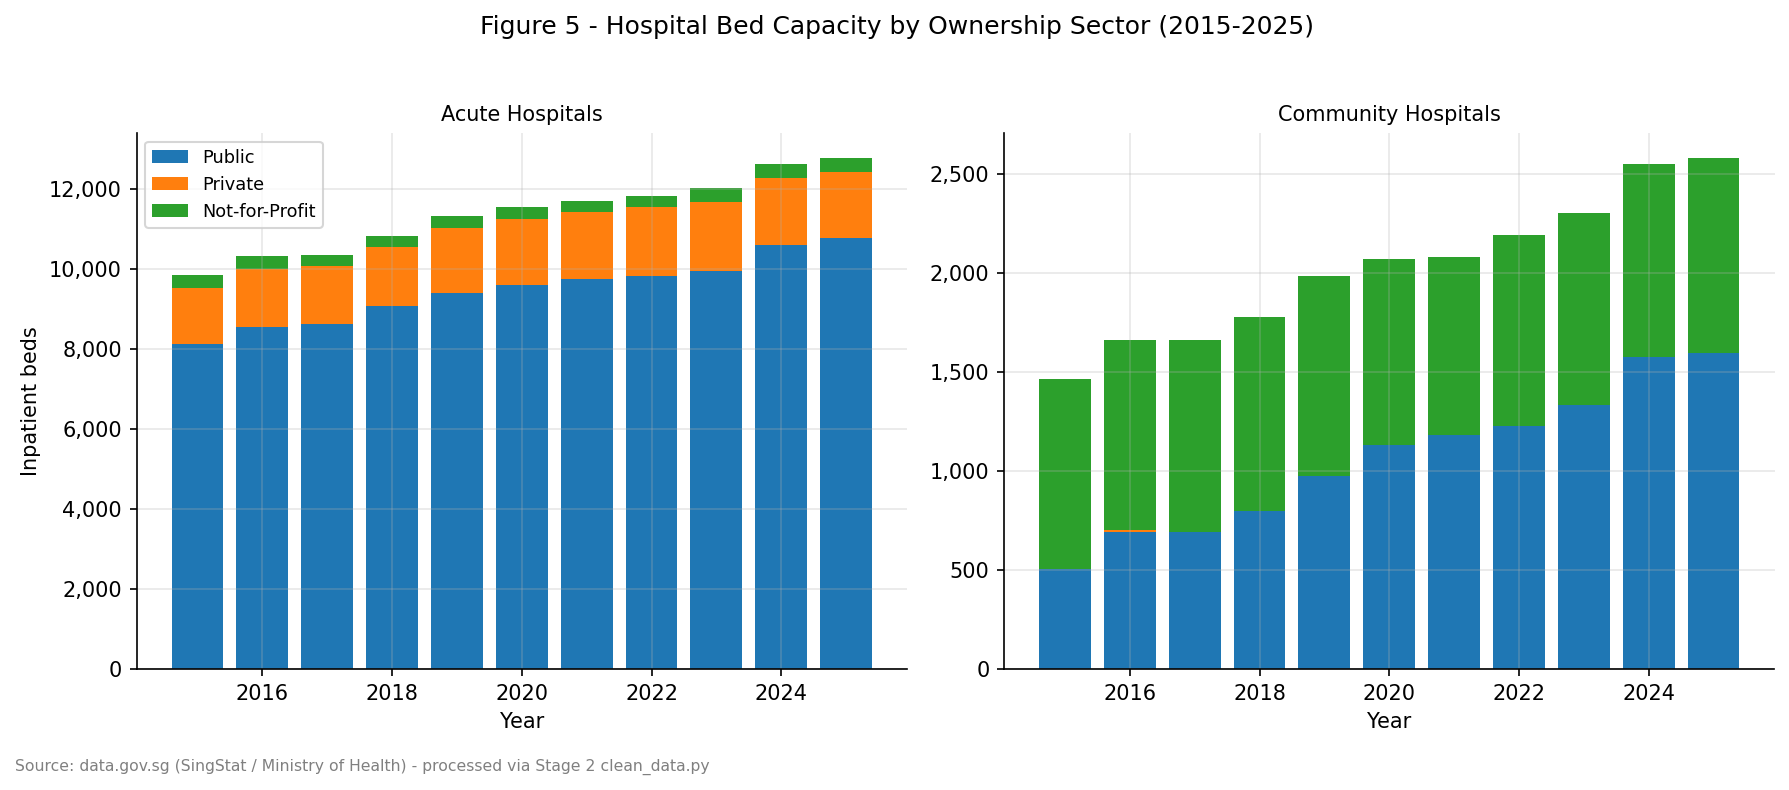 Figure 5 - Hospital Bed Capacity by Ownership Sector (2015-2025)
Acute Hospitals
Public
Private
Not-for-Profit
12,000
10,000
8,000
6,000
4,000
2,000
0
Inpatient beds
2016
2018
2020
2022
2024
Year
Community Hospitals
2,500
2,000
1,500
1,000
500
0
2016
2018
2020
2022
2024
Year
Source: data.gov.sg (SingStat / Ministry of Health) - processed via Stage 2 clean_data.py